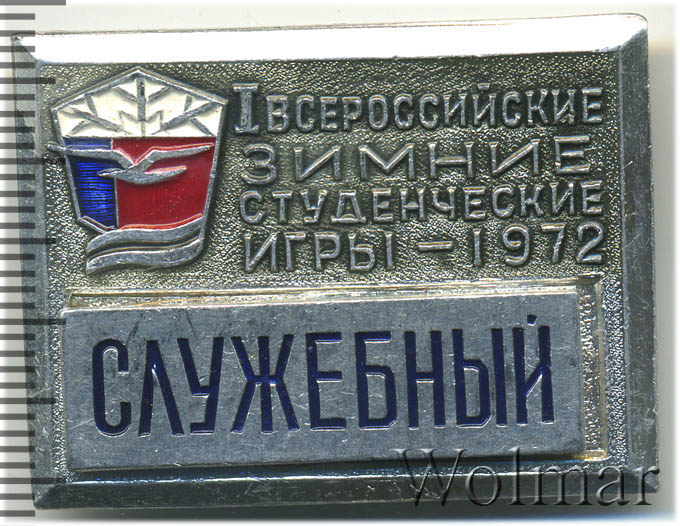 I ВСЕРОССИЙСКИЕ
ЗИМНИЕ
СТУДЕНЧЕСКИЕ
ИГРЫ – 1972
СЛУЖЕБНЫЙ
Wolmar